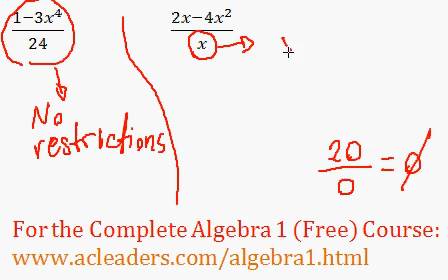 1−3x⁴ 2x−4x²
24 x
No
restrictions
20
0 = ∅
For the Complete Algebra 1 (Free) Course:
www.acleaders.com/algebra1.html